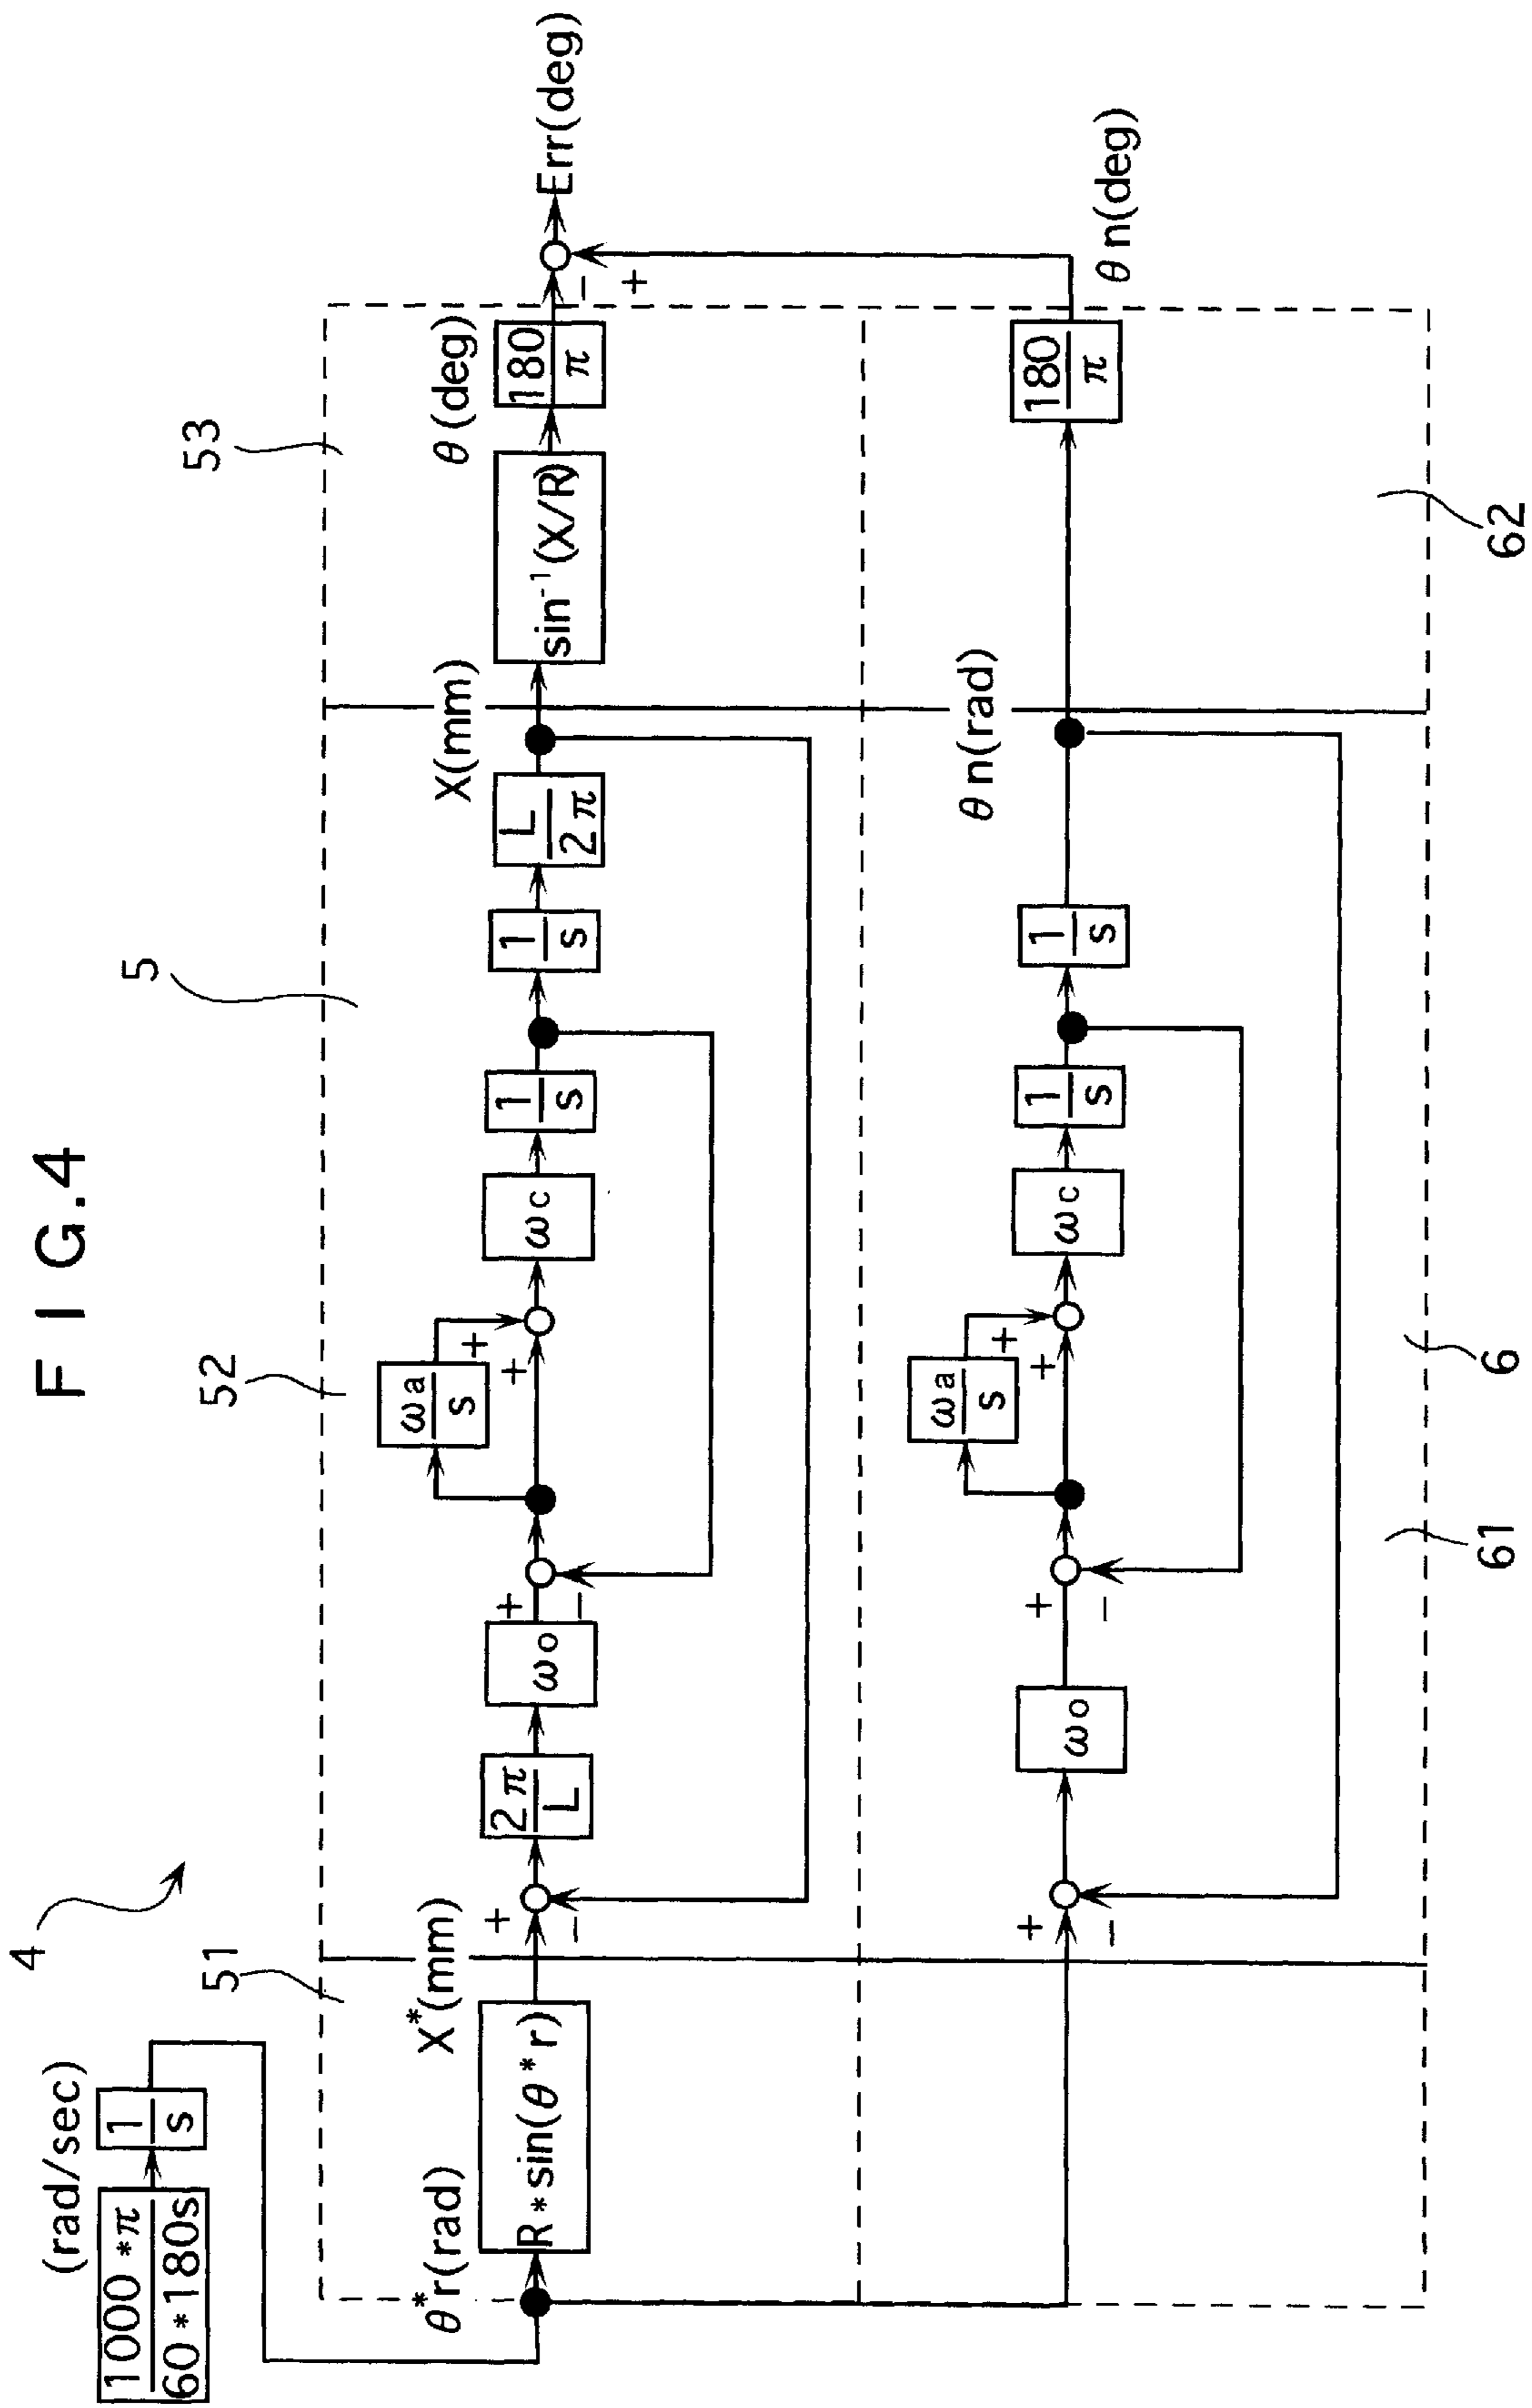 FIG.4
4
(rad/sec)
1000*π
60*180s
1
s
51
52
5
53
θ*r(rad)
R*sin(θ*r)
X*(mm)
+
−
2π
L
ωo
+
−
ωa
s
+
+
ωc
1
s
1
s
L
2π
X(mm)
sin⁻¹(X/R)
θ(deg)
180
π
−
+
Err(deg)
+
−
ωo
+
−
ωa
s
+
+
ωc
1
s
1
s
θn(rad)
180
π
θn(deg)
61
6
62